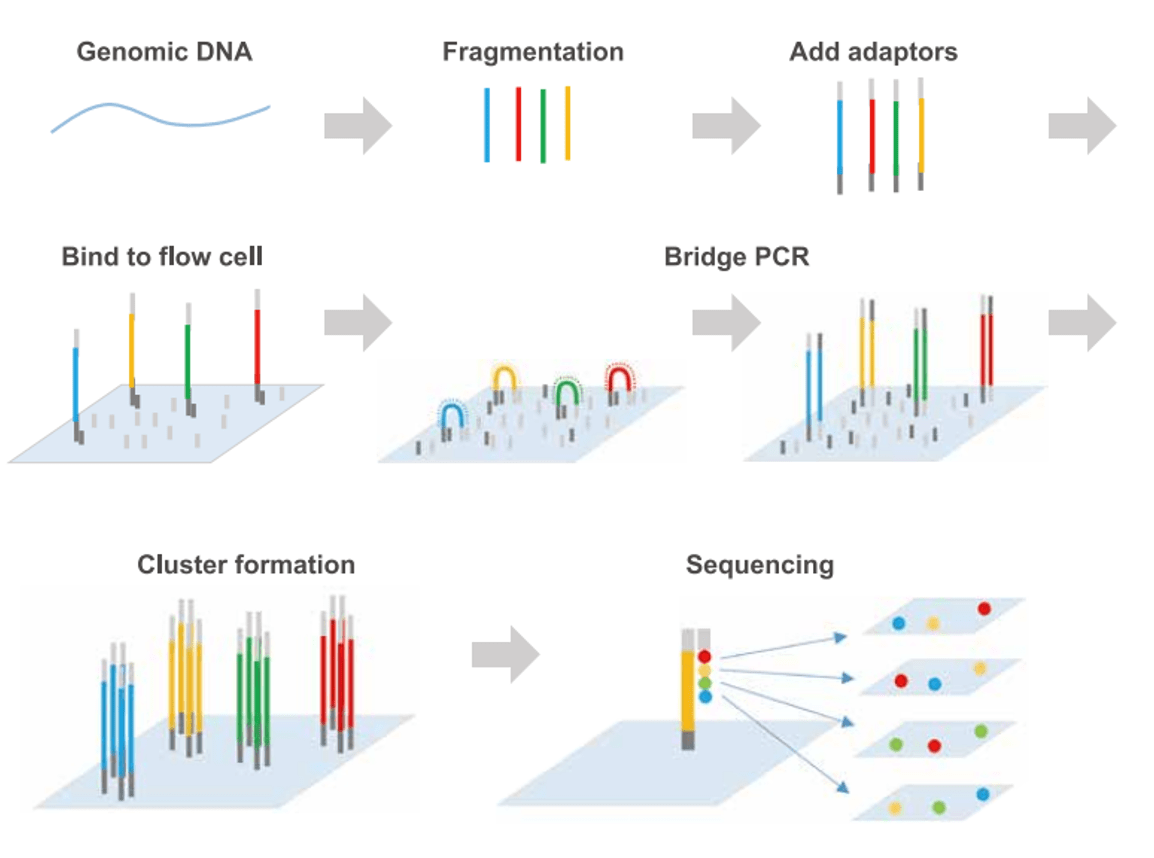 Genomic DNA
Fragmentation
Add adaptors
Bind to flow cell
Bridge PCR
Cluster formation
Sequencing